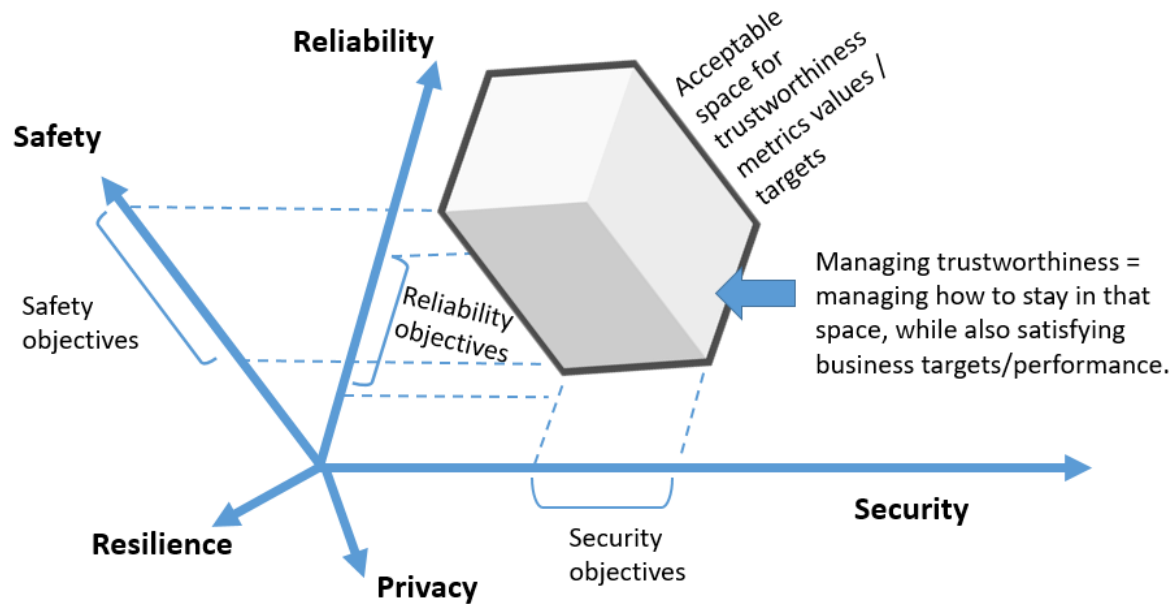 Reliability
Acceptable
space for
trustworthiness
metrics values /
targets
Safety
Safety
objectives
Reliability
objectives
Managing trustworthiness =
managing how to stay in that
space, while also satisfying
business targets/performance.
Resilience
Privacy
Security
objectives
Security